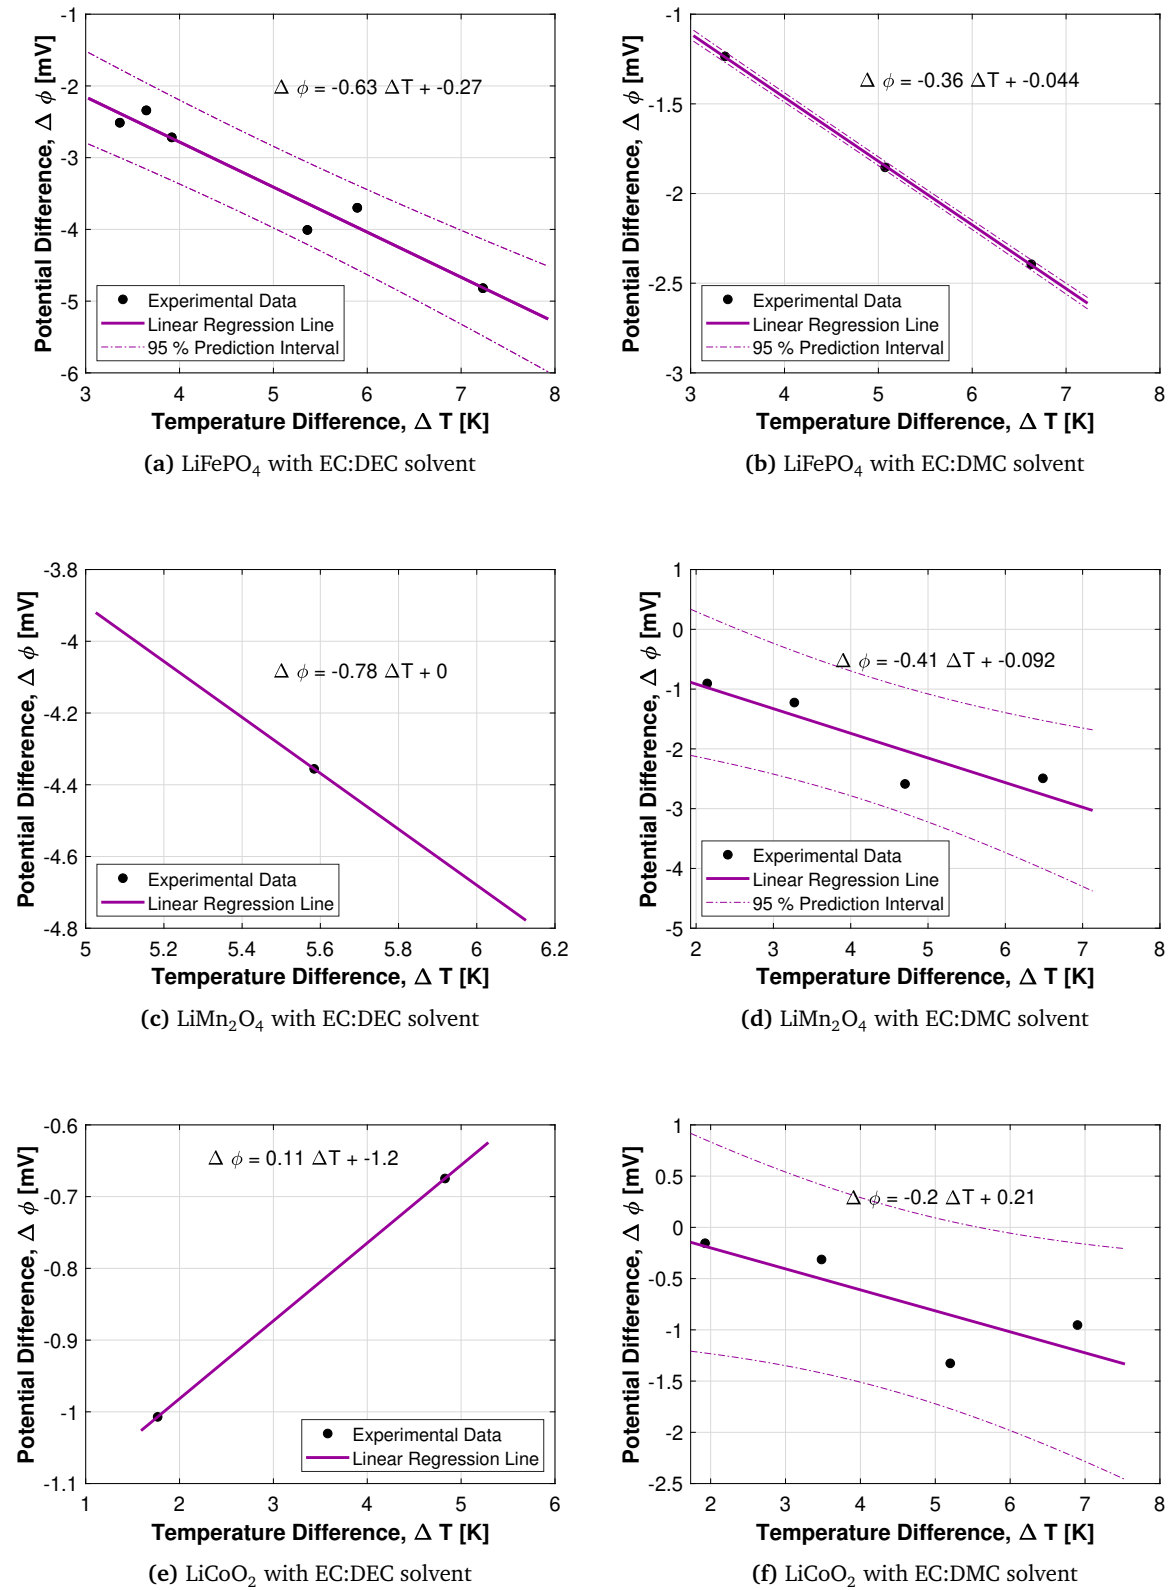 -1
-2
-3
-4
-5
-6
3 4 5 6 7 8
Potential Difference, Δ ϕ [mV]
Temperature Difference, Δ T [K]
Δ ϕ = -0.63 ΔT + -0.27
Experimental Data
Linear Regression Line
95 % Prediction Interval
(a) LiFePO₄ with EC:DEC solvent
-1
-1.5
-2
-2.5
-3
3 4 5 6 7 8
Potential Difference, Δ ϕ [mV]
Temperature Difference, Δ T [K]
Δ ϕ = -0.36 ΔT + -0.044
Experimental Data
Linear Regression Line
95 % Prediction Interval
(b) LiFePO₄ with EC:DMC solvent
-3.8
-4
-4.2
-4.4
-4.6
-4.8
5 5.2 5.4 5.6 5.8 6 6.2
Potential Difference, Δ ϕ [mV]
Temperature Difference, Δ T [K]
Δ ϕ = -0.78 ΔT + 0
Experimental Data
Linear Regression Line
(c) LiMn₂O₄ with EC:DEC solvent
1
0
-1
-2
-3
-4
-5
2 3 4 5 6 7 8
Potential Difference, Δ ϕ [mV]
Temperature Difference, Δ T [K]
Δ ϕ = -0.41 ΔT + -0.092
Experimental Data
Linear Regression Line
95 % Prediction Interval
(d) LiMn₂O₄ with EC:DMC solvent
-0.6
-0.7
-0.8
-0.9
-1
-1.1
1 2 3 4 5 6
Potential Difference, Δ ϕ [mV]
Temperature Difference, Δ T [K]
Δ ϕ = 0.11 ΔT + -1.2
Experimental Data
Linear Regression Line
(e) LiCoO₂ with EC:DEC solvent
1
0.5
0
-0.5
-1
-1.5
-2
-2.5
2 3 4 5 6 7 8
Potential Difference, Δ ϕ [mV]
Temperature Difference, Δ T [K]
Δ ϕ = -0.2 ΔT + 0.21
(f) LiCoO₂ with EC:DMC solvent